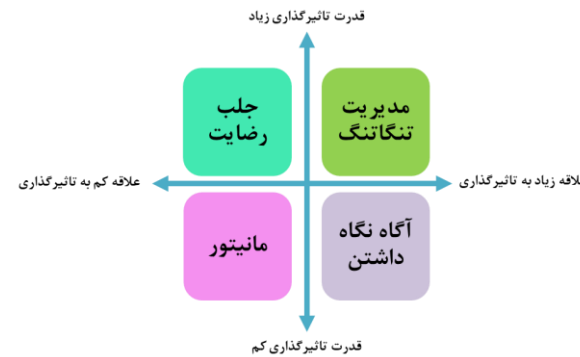 قدرت تاثیرگذاری زیاد
مدیریت
تنگاتنگ
جلب
رضایت
لاقه زیاد به تاثیرگذاری
علاقه کم به تاثیرگذاری
آگاه نگاه
داشتن
مانیتور
قدرت تاثیرگذاری کم